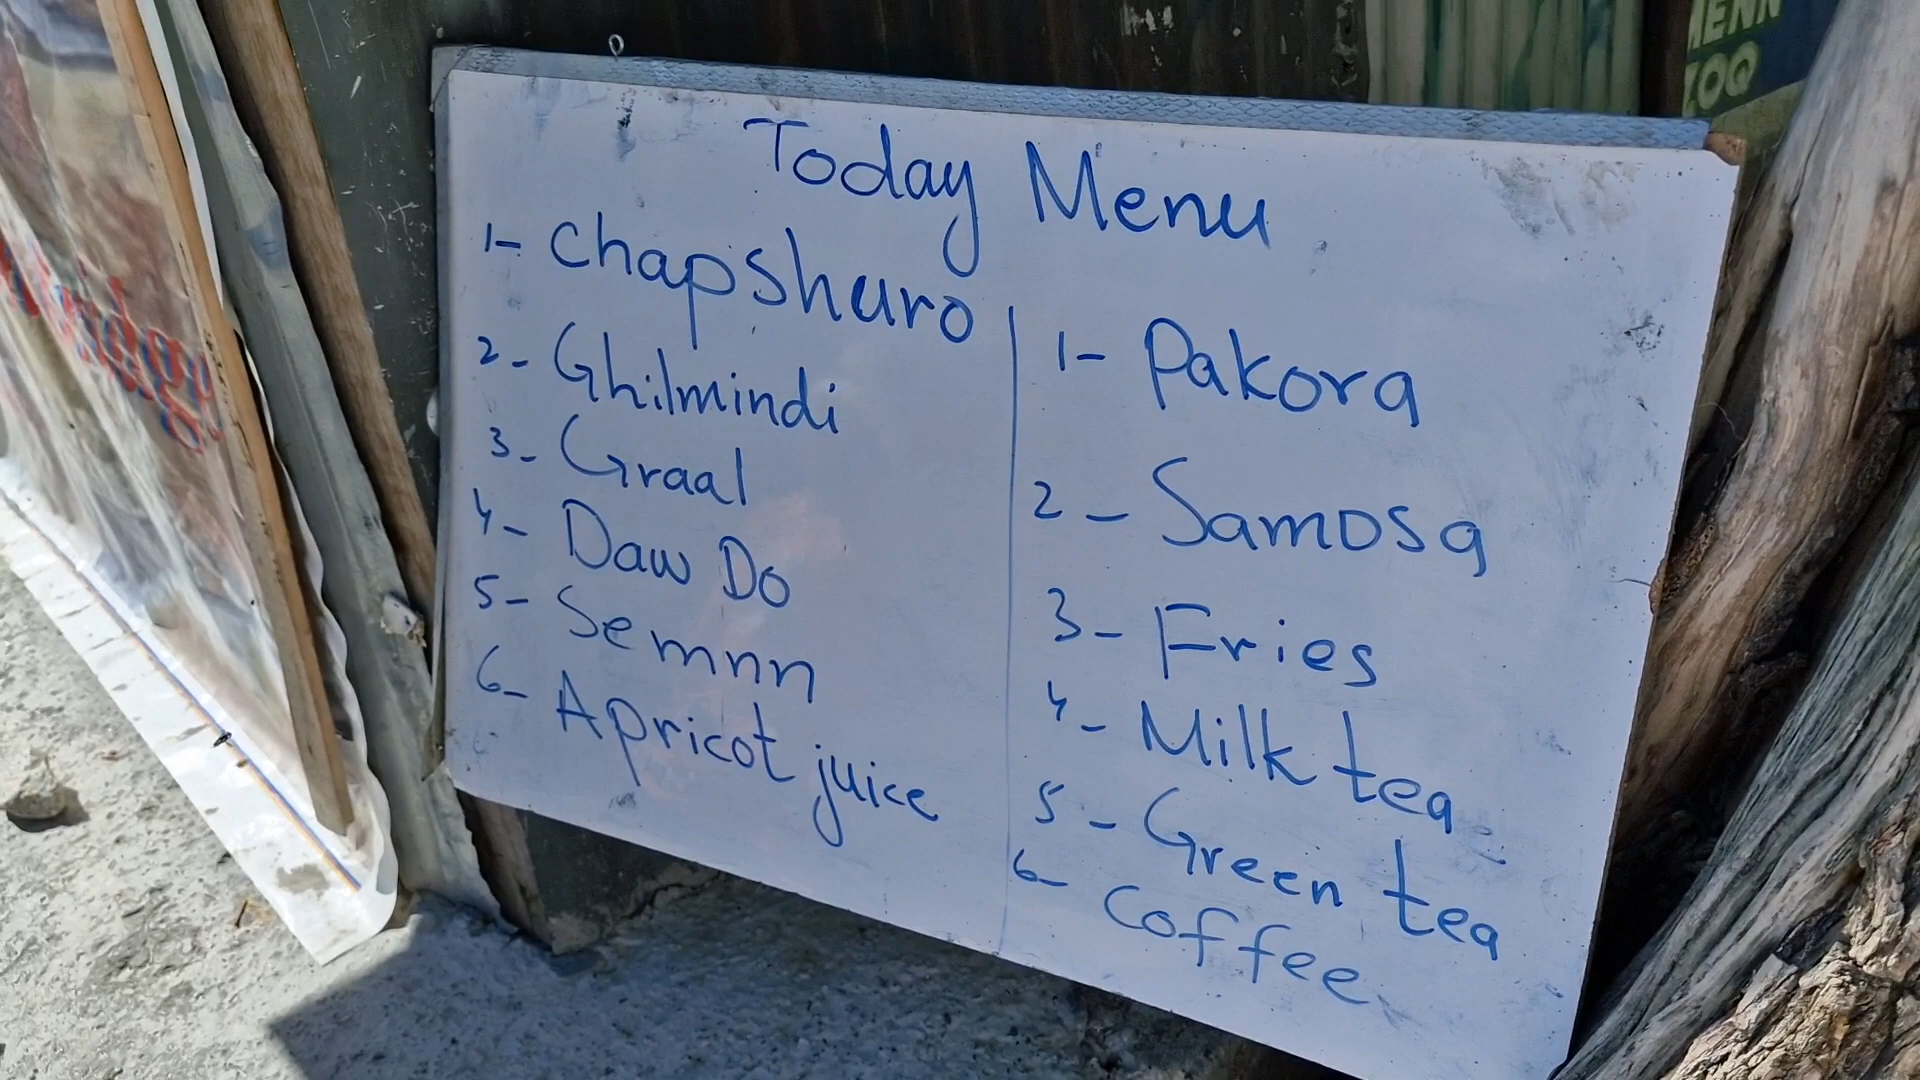 Today Menu
1- Chapshuro
2- Ghilmindi
3- Graal
4- Daw Do
5- Semnn
6- Apricot juice
1- Pakora
2- Samosa
3- Fries
4- Milk tea
5- Green tea
6- Coffee